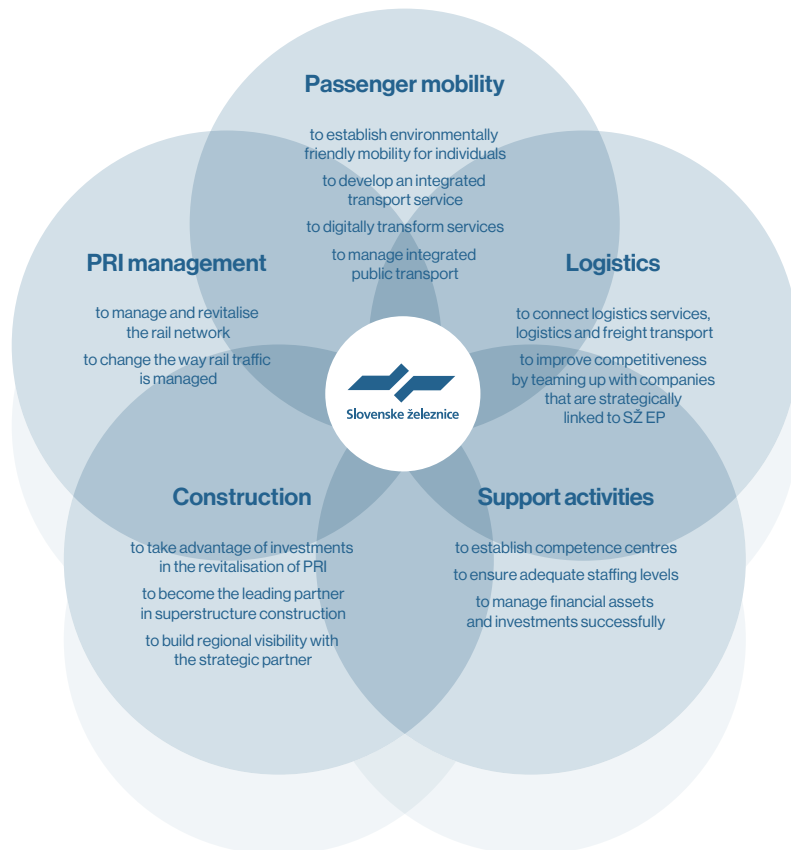 Passenger mobility
to establish environmentally
friendly mobility for individuals
to develop an integrated
transport service
to digitally transform services
to manage integrated
public transport
PRI management
to manage and revitalise
the rail network
to change the way rail traffic
is managed
Logistics
to connect logistics services,
logistics and freight transport
to improve competitiveness
by teaming up with companies
that are strategically
linked to SŽ EP
Slovenske železnice
Construction
to take advantage of investments
in the revitalisation of PRI
to become the leading partner
in superstructure construction
to build regional visibility with
the strategic partner
Support activities
to establish competence centres
to ensure adequate staffing levels
to manage financial assets
and investments successfully